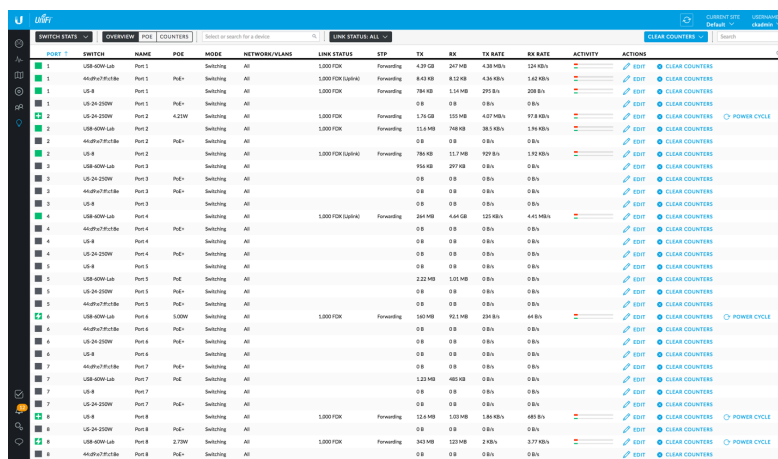 U UniFi CURRENT SITE USERNAME
Default ckadmin
SWITCH STATS OVERVIEW POE COUNTERS Select or search for a device LINK STATUS: ALL CLEAR COUNTERS Search
PORT SWITCH NAME POE MODE NETWORK/VLANS LINK STATUS STP TX RX TX RATE RX RATE ACTIVITY ACTIONS
1 US8-60W-Lab Port 1 Switching All 1,000 FDX Forwarding 4.39 GB 247 MB 4.38 MB/s 124 KB/s EDIT CLEAR COUNTERS
1 44:d9:e7:ff:cf:8e Port 1 PoE+ Switching All 1,000 FDX (Uplink) Forwarding 8.43 KB 8.12 KB 4.36 KB/s 1.62 KB/s EDIT CLEAR COUNTERS
1 US-8 Port 1 Switching All 1,000 FDX Forwarding 784 KB 1.14 MB 295 B/s 208 B/s EDIT CLEAR COUNTERS
1 US-24-250W Port 1 PoE+ Switching All 0 B 0 B 0 B/s 0 B/s EDIT CLEAR COUNTERS
2 US-24-250W Port 2 4.21W Switching All 1,000 FDX Forwarding 1.76 GB 155 MB 4.07 MB/s 97.8 KB/s EDIT CLEAR COUNTERS POWER CYCLE
2 US8-60W-Lab Port 2 Switching All 1,000 FDX Forwarding 11.6 MB 748 KB 38.5 KB/s 1.96 KB/s EDIT CLEAR COUNTERS
2 44:d9:e7:ff:cf:8e Port 2 PoE+ Switching All 0 B 0 B 0 B/s 0 B/s EDIT CLEAR COUNTERS
2 US-8 Port 2 Switching All 1,000 FDX (Uplink) Forwarding 786 KB 11.7 MB 929 B/s 1.92 KB/s EDIT CLEAR COUNTERS
3 US8-60W-Lab Port 3 Switching All 956 KB 297 KB 0 B/s 0 B/s EDIT CLEAR COUNTERS
3 US-24-250W Port 3 PoE+ Switching All 0 B 0 B 0 B/s 0 B/s EDIT CLEAR COUNTERS
3 44:d9:e7:ff:cf:8e Port 3 PoE+ Switching All 0 B 0 B 0 B/s 0 B/s EDIT CLEAR COUNTERS
3 US-8 Port 3 Switching All 0 B 0 B 0 B/s 0 B/s EDIT CLEAR COUNTERS
4 US8-60W-Lab Port 4 Switching All 1,000 FDX (Uplink) Forwarding 264 MB 4.64 GB 125 KB/s 4.41 MB/s EDIT CLEAR COUNTERS
4 44:d9:e7:ff:cf:8e Port 4 PoE+ Switching All 0 B 0 B 0 B/s 0 B/s EDIT CLEAR COUNTERS
4 US-8 Port 4 Switching All 0 B 0 B 0 B/s 0 B/s EDIT CLEAR COUNTERS
4 US-24-250W Port 4 PoE+ Switching All 0 B 0 B 0 B/s 0 B/s EDIT CLEAR COUNTERS
5 US-8 Port 5 Switching All 0 B 0 B 0 B/s 0 B/s EDIT CLEAR COUNTERS
5 US8-60W-Lab Port 5 PoE Switching All 2.22 MB 1.01 MB 0 B/s 0 B/s EDIT CLEAR COUNTERS
5 US-24-250W Port 5 PoE+ Switching All 0 B 0 B 0 B/s 0 B/s EDIT CLEAR COUNTERS
5 44:d9:e7:ff:cf:8e Port 5 PoE+ Switching All 0 B 0 B 0 B/s 0 B/s EDIT CLEAR COUNTERS
6 US8-60W-Lab Port 6 5.00W Switching All 1,000 FDX Forwarding 160 MB 92.1 MB 234 B/s 64 B/s EDIT CLEAR COUNTERS POWER CYCLE
6 44:d9:e7:ff:cf:8e Port 6 PoE+ Switching All 0 B 0 B 0 B/s 0 B/s EDIT CLEAR COUNTERS
6 US-24-250W Port 6 PoE+ Switching All 0 B 0 B 0 B/s 0 B/s EDIT CLEAR COUNTERS
6 US-8 Port 6 Switching All 0 B 0 B 0 B/s 0 B/s EDIT CLEAR COUNTERS
7 44:d9:e7:ff:cf:8e Port 7 PoE+ Switching All 0 B 0 B 0 B/s 0 B/s EDIT CLEAR COUNTERS
7 US8-60W-Lab Port 7 PoE Switching All 1.23 MB 485 KB 0 B/s 0 B/s EDIT CLEAR COUNTERS
7 US-8 Port 7 Switching All 0 B 0 B 0 B/s 0 B/s EDIT CLEAR COUNTERS
7 US-24-250W Port 7 PoE+ Switching All 0 B 0 B 0 B/s 0 B/s EDIT CLEAR COUNTERS
8 US-8 Port 8 Switching All 1,000 FDX Forwarding 12.6 MB 1.03 MB 1.86 KB/s 685 B/s EDIT CLEAR COUNTERS POWER CYCLE
8 US-24-250W Port 8 PoE+ Switching All 0 B 0 B 0 B/s 0 B/s EDIT CLEAR COUNTERS
8 US8-60W-Lab Port 8 2.73W Switching All 1,000 FDX Forwarding 343 MB 123 MB 2 KB/s 3.77 KB/s EDIT CLEAR COUNTERS POWER CYCLE
8 44:d9:e7:ff:cf:8e Port 8 PoE+ Switching All 0 B 0 B 0 B/s 0 B/s EDIT CLEAR COUNTERS